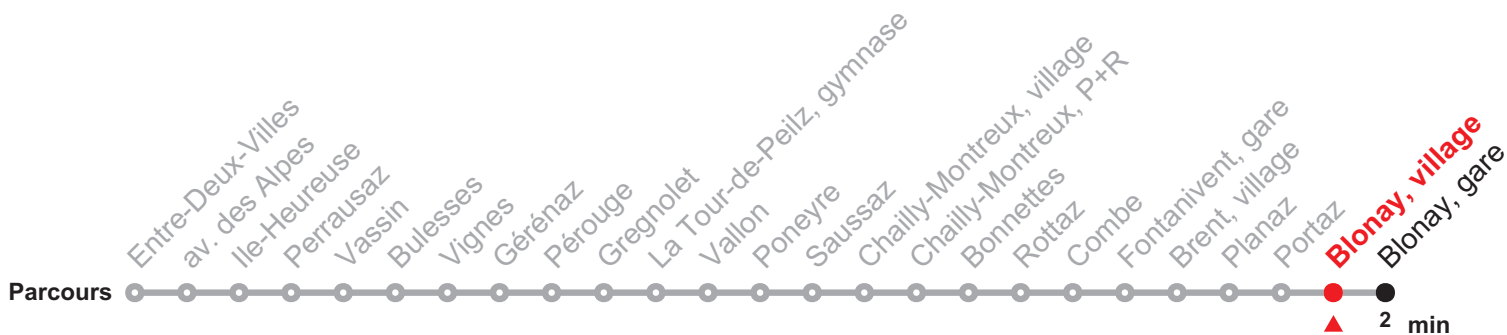 Entre-Deux-Villes
av. des Alpes
Ile-Heureuse
Perrausaz
Vassin
Bulesses
Vignes
Gérénaz
Pérouge
Gregnolet
La Tour-de-Peilz, gymnase
Vallon
Poneyre
Saussaz
Chailly-Montreux, village
Chailly-Montreux, P+R
Bonnettes
Rottaz
Combe
Fontanivent, gare
Brent, village
Planaz
Portaz
Blonay, village
Blonay, gare
Parcours
2 min